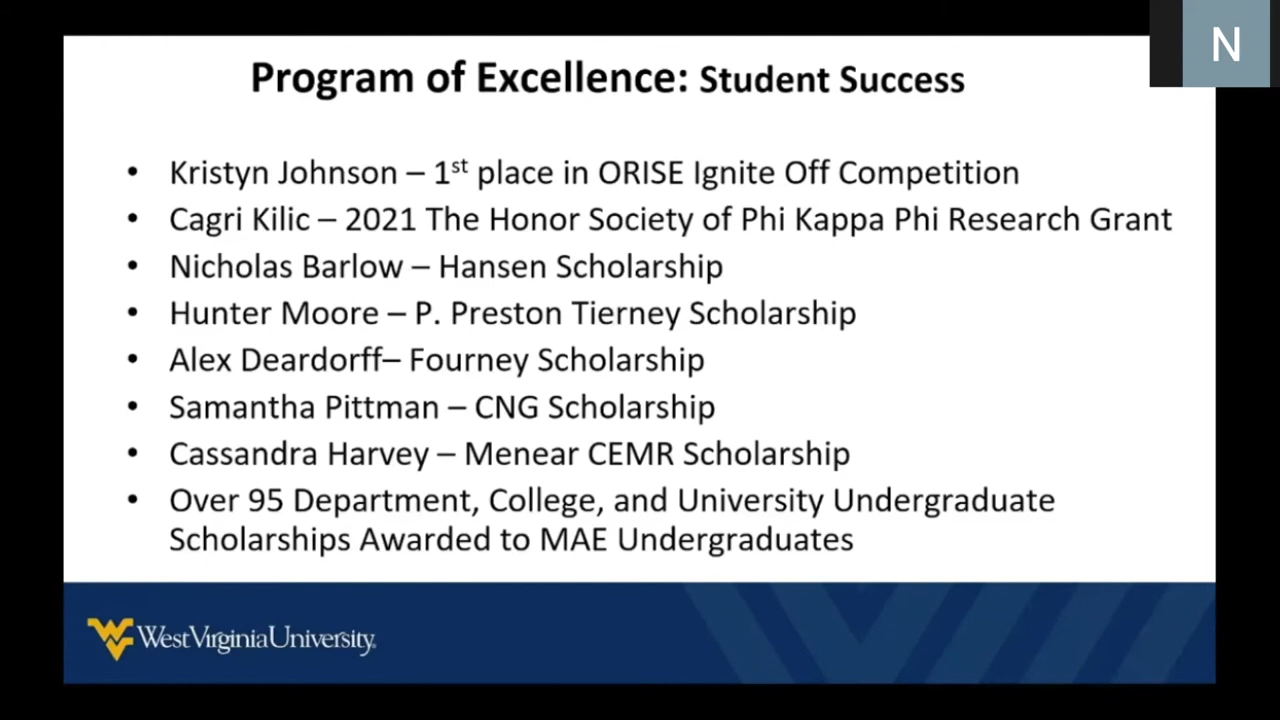 N
Program of Excellence: Student Success
• Kristyn Johnson – 1st place in ORISE Ignite Off Competition
• Cagri Kilic – 2021 The Honor Society of Phi Kappa Phi Research Grant
• Nicholas Barlow – Hansen Scholarship
• Hunter Moore – P. Preston Tierney Scholarship
• Alex Deardorff– Fourney Scholarship
• Samantha Pittman – CNG Scholarship
• Cassandra Harvey – Menear CEMR Scholarship
• Over 95 Department, College, and University Undergraduate
Scholarships Awarded to MAE Undergraduates
WV WestVirginiaUniversity.